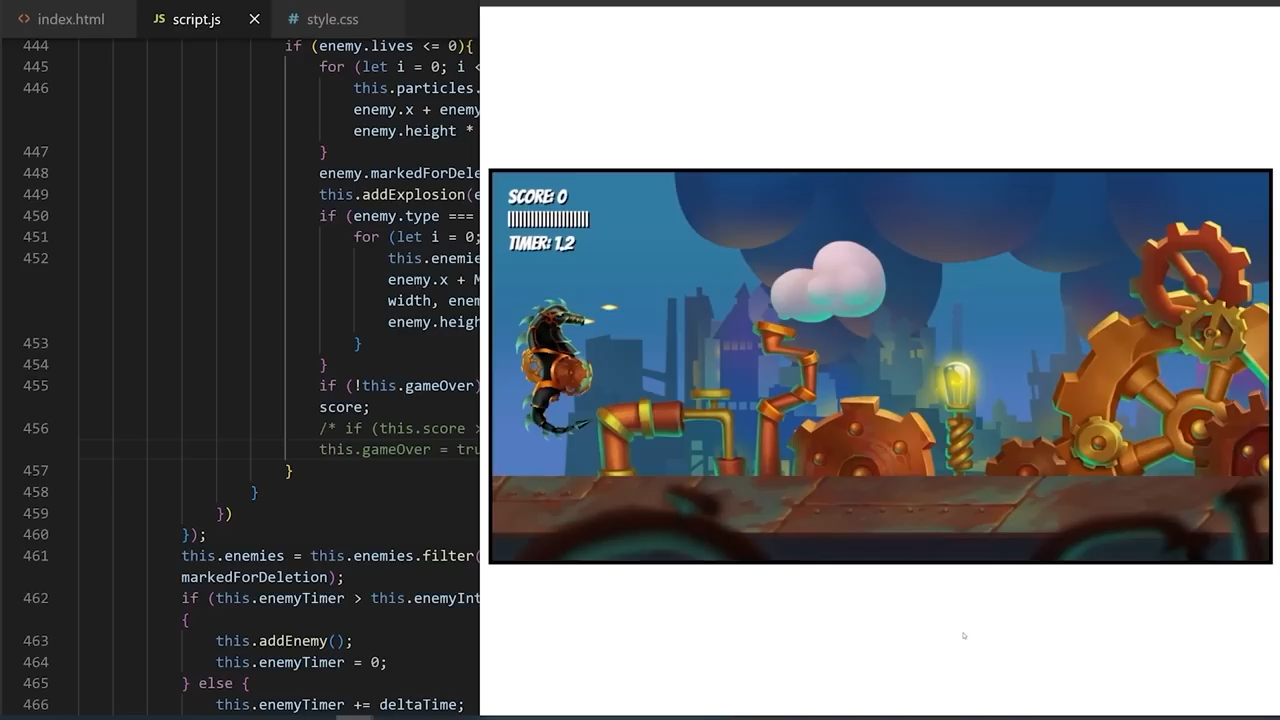 <> index.html
JS script.js ×
# style.css
444 if (enemy.lives <= 0){
445 for (let i = 0; i <
446 this.particles.
enemy.x + enemy
enemy.height *
447 }
448 enemy.markedForDele
449 this.addExplosion(e
450 if (enemy.type ===
451 for (let i = 0;
452 this.enemie
enemy.x + M
width, enem
enemy.heigh
453 }
454 }
455 if (!this.gameOver)
score;
456 /* if (this.score >
this.gameOver = tru
457 }
458 }
459 })
460 });
461 this.enemies = this.enemies.filter(
markedForDeletion);
462 if (this.enemyTimer > this.enemyInt
{
463 this.addEnemy();
464 this.enemyTimer = 0;
465 } else {
466 this.enemyTimer += deltaTime;
SCORE: 0
TIMER: 1.2